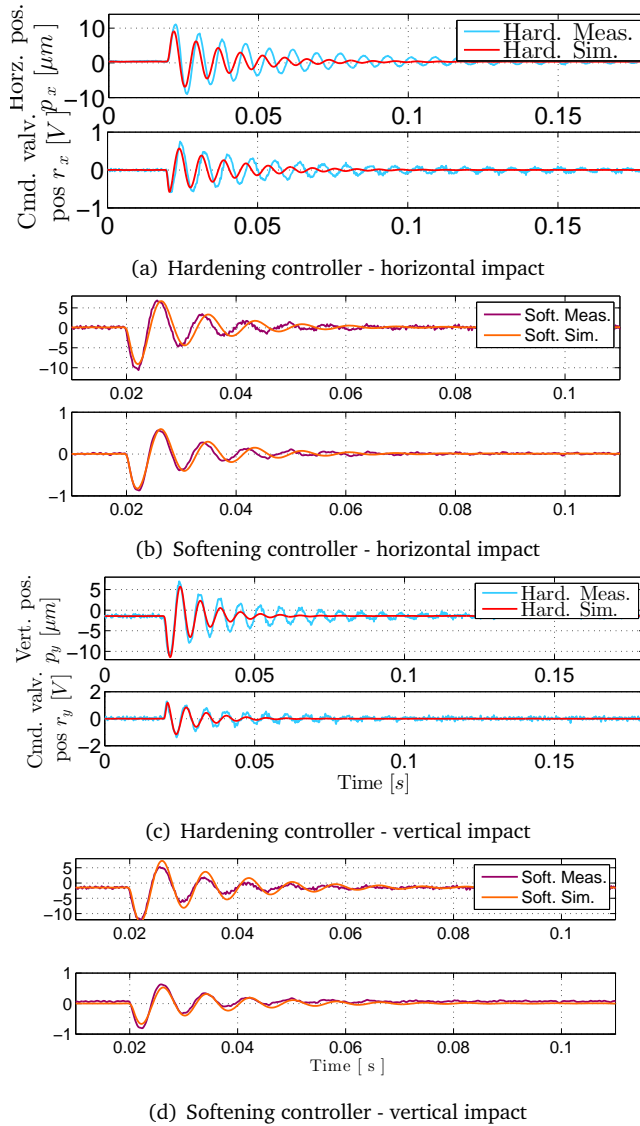 Horz. pos.
p_x [µm]
10
0
−10
Hard. Meas.
Hard. Sim.
0 0.05 0.1 0.15
Cmd. valv.
pos r_x [V]
1
0
−1
0 0.05 0.1 0.15
(a) Hardening controller - horizontal impact
5
0
−5
−10
Soft. Meas.
Soft. Sim.
0.02 0.04 0.06 0.08 0.1
1
0
−1
0.02 0.04 0.06 0.08 0.1
(b) Softening controller - horizontal impact
Vert. pos.
p_y [µm]
5
0
−5
−10
Hard. Meas.
Hard. Sim.
0 0.05 0.1 0.15
Cmd. valv.
pos r_y [V]
2
0
−2
0 0.05 0.1 0.15
Time [s]
(c) Hardening controller - vertical impact
5
0
−5
−10
Soft. Meas.
Soft. Sim.
0.02 0.04 0.06 0.08 0.1
1
0
−1
0.02 0.04 0.06 0.08 0.1
Time [ s ]
(d) Softening controller - vertical impact